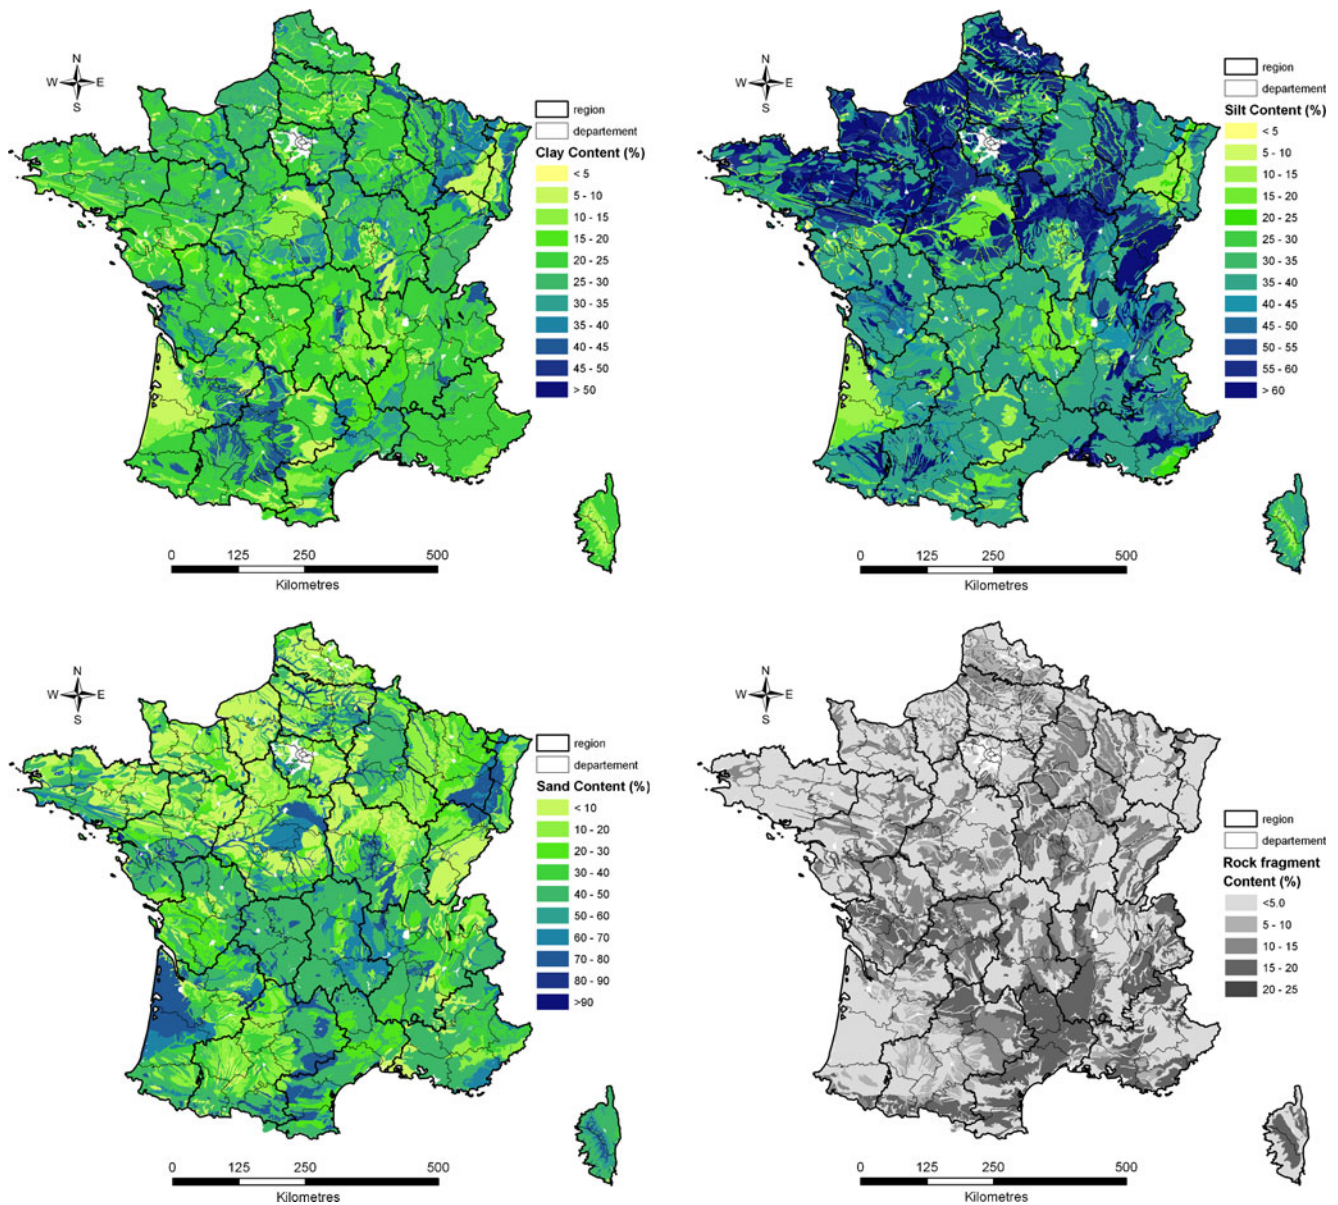 N
W E
S
region
departement
Clay Content (%)
< 5
5 - 10
10 - 15
15 - 20
20 - 25
25 - 30
30 - 35
35 - 40
40 - 45
45 - 50
> 50
0 125 250 500
Kilometres
N
W E
S
region
departement
Silt Content (%)
< 5
5 - 10
10 - 15
15 - 20
20 - 25
25 - 30
30 - 35
35 - 40
40 - 45
45 - 50
50 - 55
55 - 60
> 60
0 125 250 500
Kilometres
N
W E
S
region
departement
Sand Content (%)
< 10
10 - 20
20 - 30
30 - 40
40 - 50
50 - 60
60 - 70
70 - 80
80 - 90
>90
0 125 250 500
Kilometres
N
W E
S
region
departement
Rock fragment
Content (%)
<5.0
5 - 10
10 - 15
15 - 20
20 - 25
0 125 250 500
Kilometres